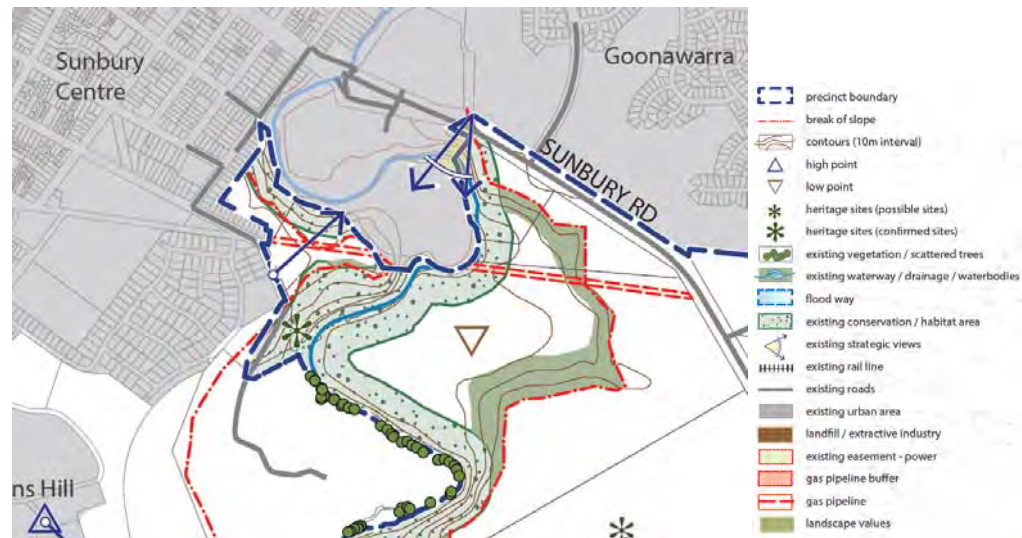 Sunbury
Centre
Goonawarra
SUNBURY RD
ns Hill
precinct boundary
break of slope
contours (10m interval)
high point
low point
heritage sites (possible sites)
heritage sites (confirmed sites)
existing vegetation / scattered trees
existing waterway / drainage / waterbodies
flood way
existing conservation / habitat area
existing strategic views
existing rail line
existing roads
existing urban area
landfill / extractive industry
existing easement - power
gas pipeline buffer
gas pipeline
landscape values